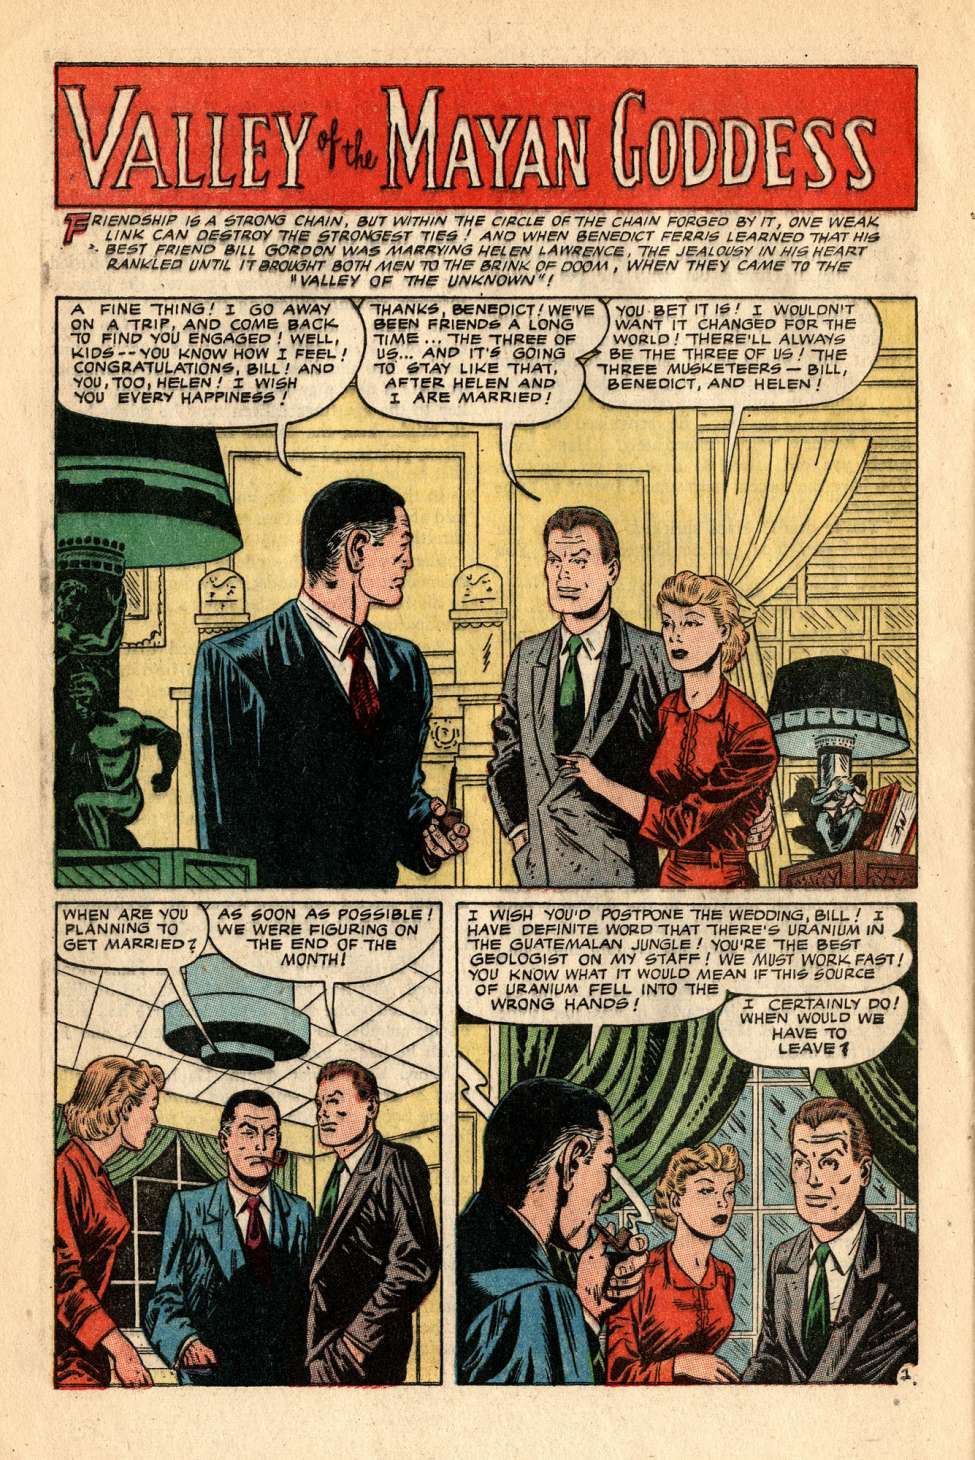 VALLEY of the MAYAN GODDESS
FRIENDSHIP IS A STRONG CHAIN, BUT WITHIN THE CIRCLE OF THE CHAIN FORGED BY IT, ONE WEAK
LINK CAN DESTROY THE STRONGEST TIES! AND WHEN BENEDICT FERRIS LEARNED THAT HIS
BEST FRIEND BILL GORDON WAS MARRYING HELEN LAWRENCE, THE JEALOUSY IN HIS HEART
RANKLED UNTIL IT BROUGHT BOTH MEN TO THE BRINK OF DOOM, WHEN THEY CAME TO THE
"VALLEY OF THE UNKNOWN"!
A FINE THING! I GO AWAY
ON A TRIP, AND COME BACK
TO FIND YOU ENGAGED! WELL,
KIDS--YOU KNOW HOW I FEEL!
CONGRATULATIONS, BILL! AND
YOU, TOO, HELEN! I WISH
YOU EVERY HAPPINESS!
THANKS, BENEDICT! WE'VE
BEEN FRIENDS A LONG
TIME... THE THREE OF
US... AND IT'S GOING
TO STAY LIKE THAT,
AFTER HELEN AND
I ARE MARRIED!
YOU BET IT IS! I WOULDN'T
WANT IT CHANGED FOR THE
WORLD! THERE'LL ALWAYS
BE THE THREE OF US! THE
THREE MUSKETEERS--BILL,
BENEDICT, AND HELEN!
WHEN ARE YOU
PLANNING TO
GET MARRIED?
AS SOON AS POSSIBLE!
WE WERE FIGURING ON
THE END OF THE
MONTH!
I WISH YOU'D POSTPONE THE WEDDING, BILL! I
HAVE DEFINITE WORD THAT THERE'S URANIUM IN
THE GUATEMALAN JUNGLE! YOU'RE THE BEST
GEOLOGIST ON MY STAFF! WE MUST WORK FAST!
YOU KNOW WHAT IT WOULD MEAN IF THIS SOURCE
OF URANIUM FELL INTO THE
WRONG HANDS!
I CERTAINLY DO!
WHEN WOULD WE
HAVE TO
LEAVE?
1